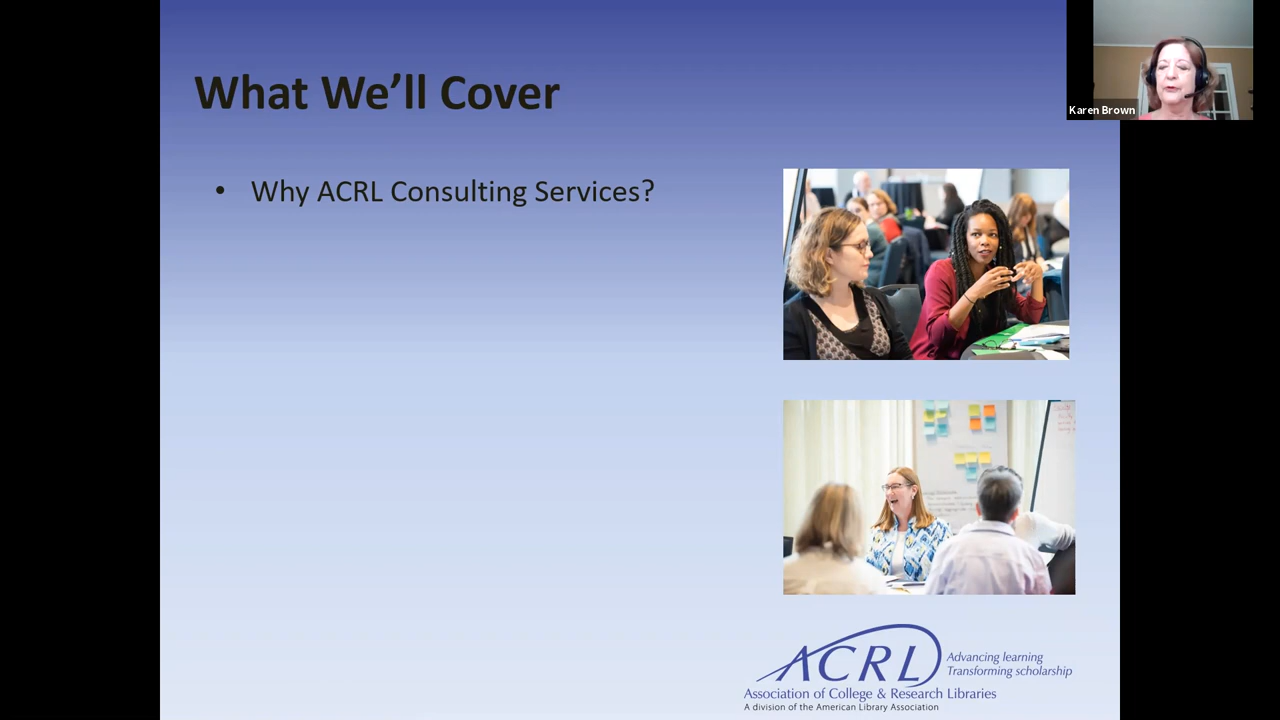 What We’ll Cover
Karen Brown
• Why ACRL Consulting Services?
ACRL
Advancing learning
Transforming scholarship
Association of College & Research Libraries
A division of the American Library Association